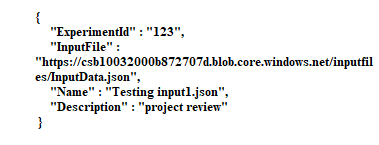 {
"ExperimentId" : "123",
"InputFile" :
"https://csb10032000b872707d.blob.core.windows.net/inputfil
es/InputData.json",
"Name" : "Testing input1.json",
"Description" : "project review"
}